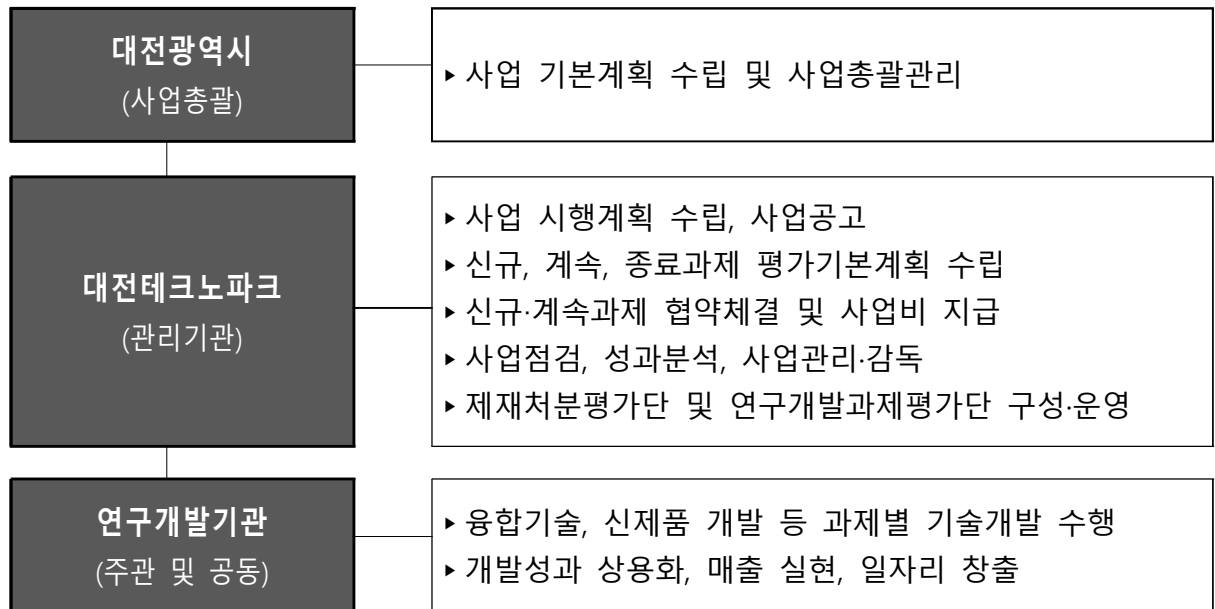 대전광역시
(사업총괄)
▸사업 기본계획 수립 및 사업총괄관리
대전테크노파크
(관리기관)
▸사업 시행계획 수립, 사업공고
▸신규, 계속, 종료과제 평가기본계획 수립
▸신규·계속과제 협약체결 및 사업비 지급
▸사업점검, 성과분석, 사업관리·감독
▸제재처분평가단 및 연구개발과제평가단 구성·운영
연구개발기관
(주관 및 공동)
▸융합기술, 신제품 개발 등 과제별 기술개발 수행
▸개발성과 상용화, 매출 실현, 일자리 창출